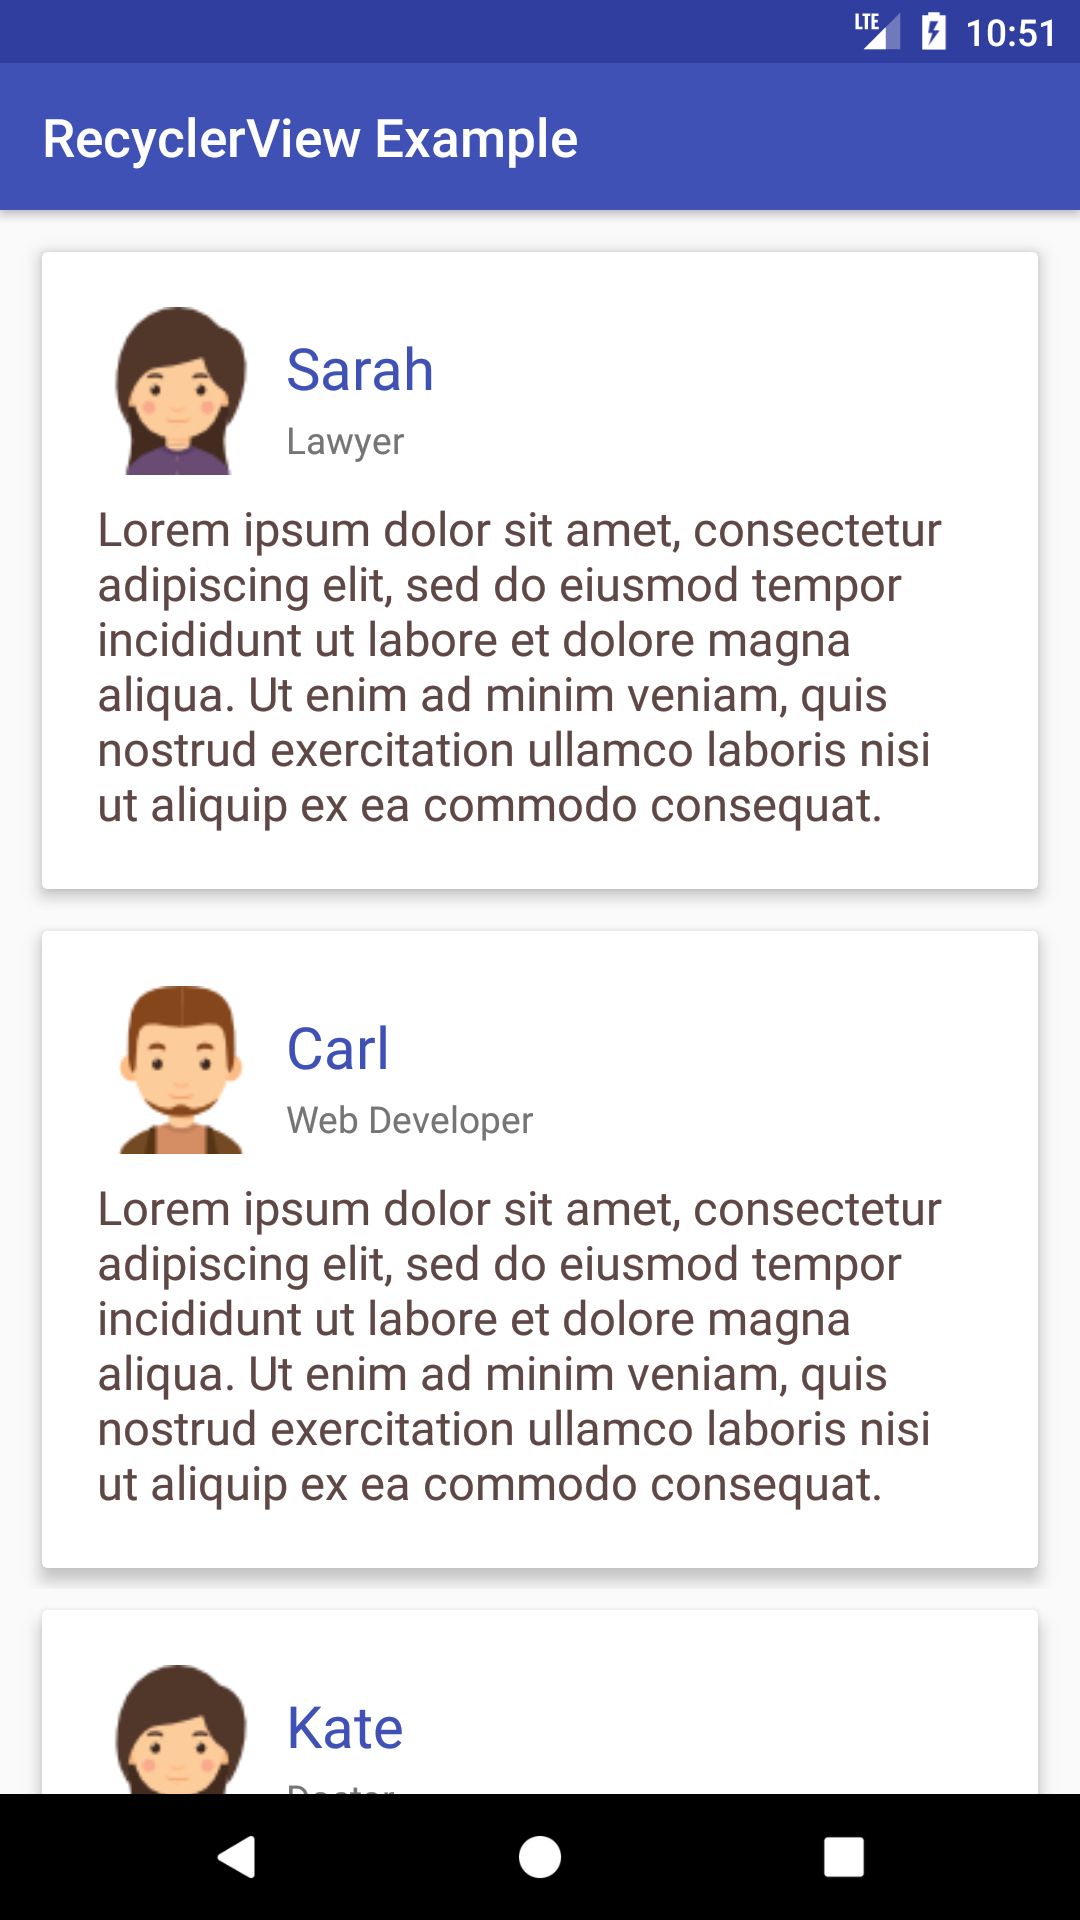 LTE 10:51
RecyclerView Example
Sarah
Lawyer
Lorem ipsum dolor sit amet, consectetur
adipiscing elit, sed do eiusmod tempor
incididunt ut labore et dolore magna
aliqua. Ut enim ad minim veniam, quis
nostrud exercitation ullamco laboris nisi
ut aliquip ex ea commodo consequat.
Carl
Web Developer
Lorem ipsum dolor sit amet, consectetur
adipiscing elit, sed do eiusmod tempor
incididunt ut labore et dolore magna
aliqua. Ut enim ad minim veniam, quis
nostrud exercitation ullamco laboris nisi
ut aliquip ex ea commodo consequat.
Kate
Doctor